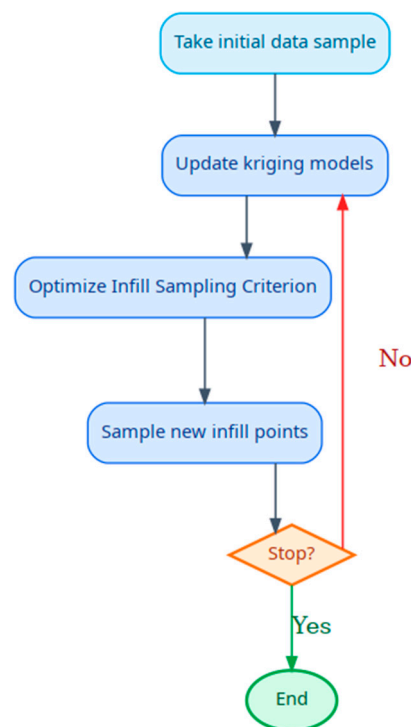 Take initial data sample
Update kriging models
Optimize Infill Sampling Criterion
No
Sample new infill points
Stop?
Yes
End